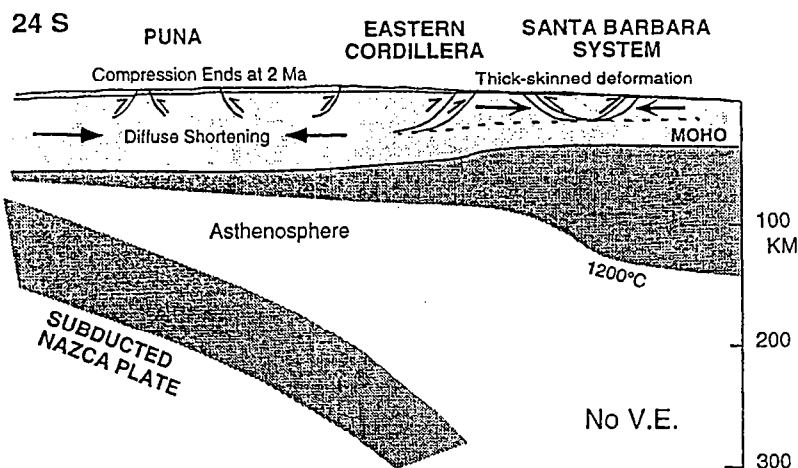 24 S
PUNA
EASTERN
CORDILLERA
SANTA BARBARA
SYSTEM
Compression Ends at 2 Ma
Thick-skinned deformation
Diffuse Shortening
MOHO
Asthenosphere
100
KM
1200°C
SUBDUCTED
NAZCA PLATE
200
No V.E.
300